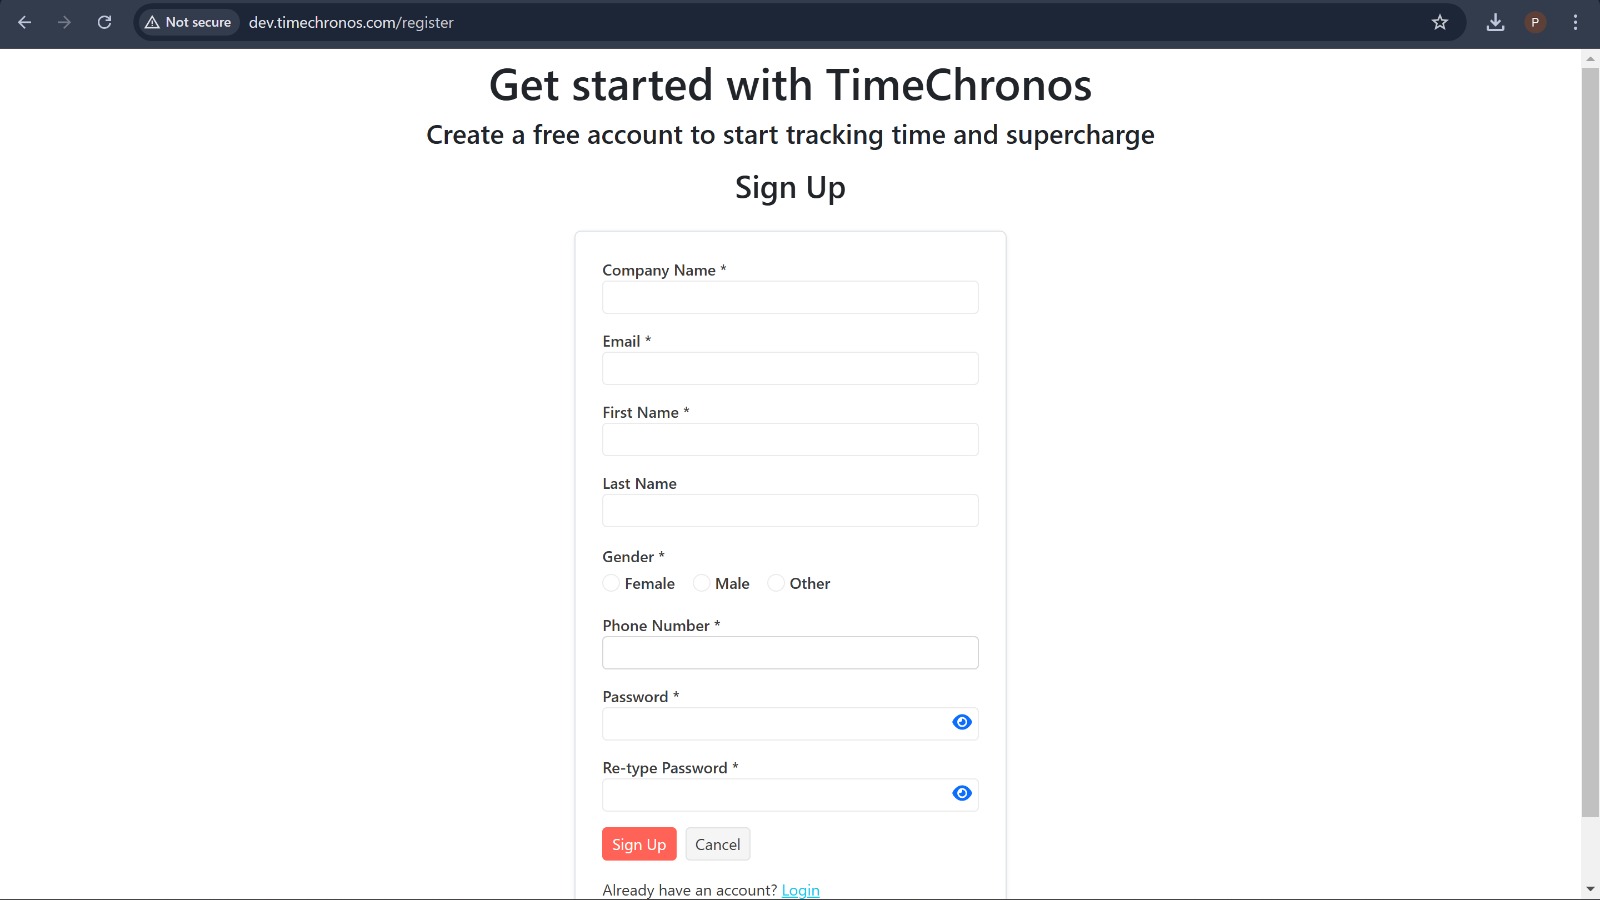 Not secure
dev.timechronos.com/register
P
Get started with TimeChronos
Create a free account to start tracking time and supercharge
Sign Up
Company Name *
Email *
First Name *
Last Name
Gender *
Female Male Other
Phone Number *
Password *
Re-type Password *
Sign Up Cancel
Already have an account? Login